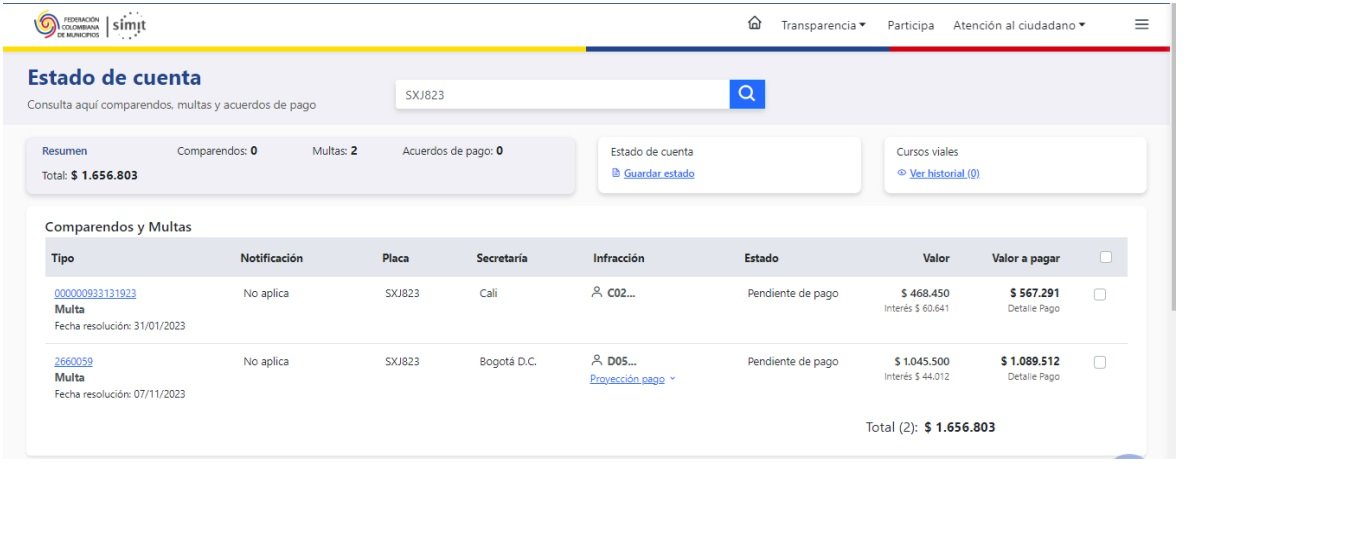 FEDERACIÓN
COLOMBIANA
DE MUNICIPIOS
simit
Transparencia
Participa
Atención al ciudadano
Estado de cuenta
Consulta aquí comparendos, multas y acuerdos de pago
SXJ823
Resumen Comparendos: 0 Multas: 2 Acuerdos de pago: 0
Total: $ 1.656.803
Estado de cuenta
Guardar estado
Cursos viales
Ver historial (0)
Comparendos y Multas
Tipo Notificación Placa Secretaría Infracción Estado Valor Valor a pagar
000000933131923 No aplica SXJ823 Cali C02... Pendiente de pago $ 468.450 $ 567.291
Multa Interés $ 60.641 Detalle Pago
Fecha resolución: 31/01/2023
2660059 No aplica SXJ823 Bogotá D.C. D05... Pendiente de pago $ 1.045.500 $ 1.089.512
Multa Proyección pago Interés $ 44.012 Detalle Pago
Fecha resolución: 07/11/2023
Total (2): $ 1.656.803